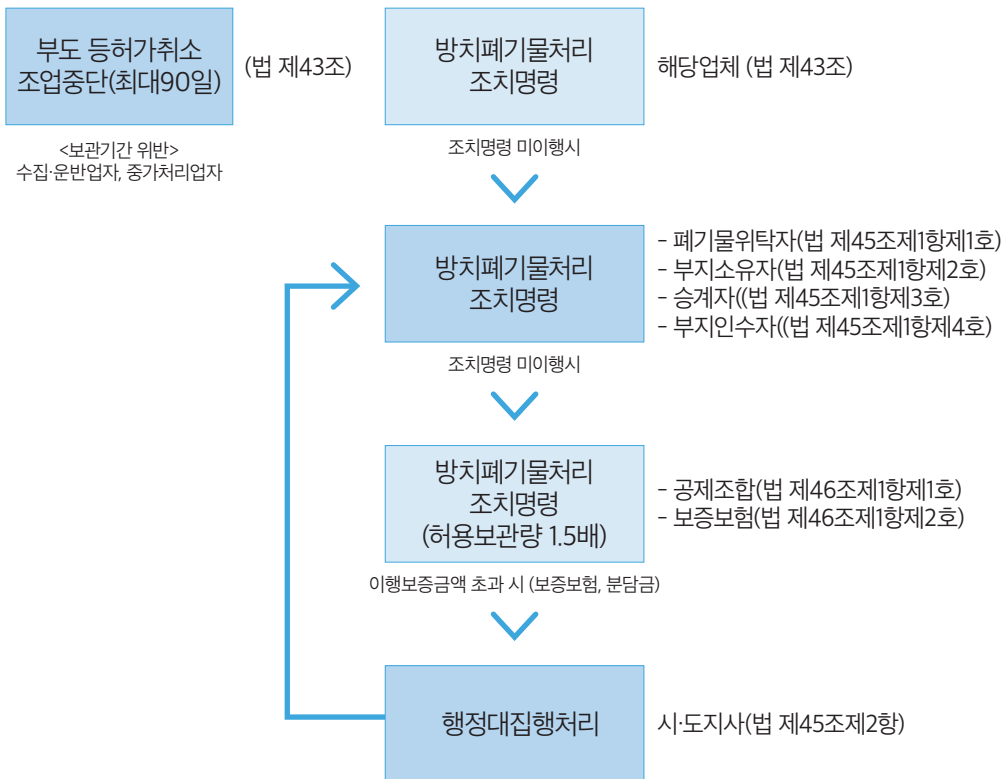 부도 등허가취소
조업중단(최대90일)
(법 제43조)
<보관기간 위반>
수집·운반업자, 중가처리업자
방치폐기물처리
조치명령
해당업체 (법 제43조)
조치명령 미이행시
방치폐기물처리
조치명령
- 폐기물위탁자(법 제45조제1항제1호)
- 부지소유자(법 제45조제1항제2호)
- 승계자((법 제45조제1항제3호)
- 부지인수자((법 제45조제1항제4호)
조치명령 미이행시
방치폐기물처리
조치명령
(허용보관량 1.5배)
- 공제조합(법 제46조제1항제1호)
- 보증보험(법 제46조제1항제2호)
이행보증금액 초과 시 (보증보험, 분담금)
행정대집행처리
시·도지사(법 제45조제2항)